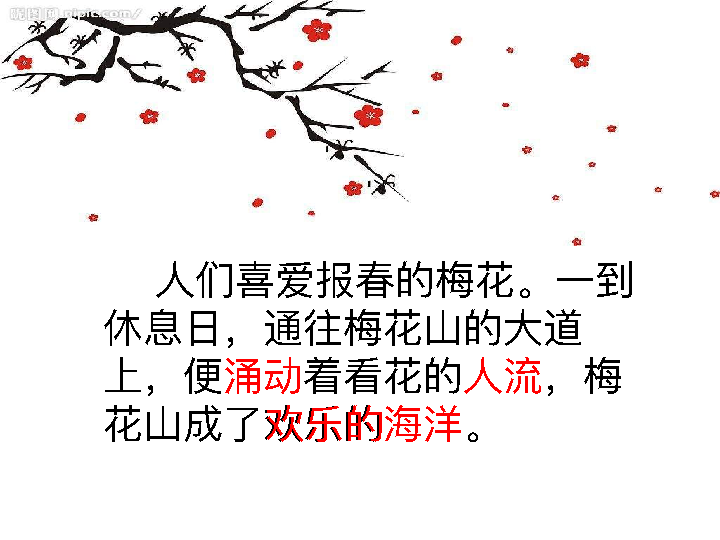 昵图网 nipic.com/
人们喜爱报春的梅花。一到
休息日，通往梅花山的大道
上，便涌动着看花的人流，梅
花山成了欢乐的海洋。